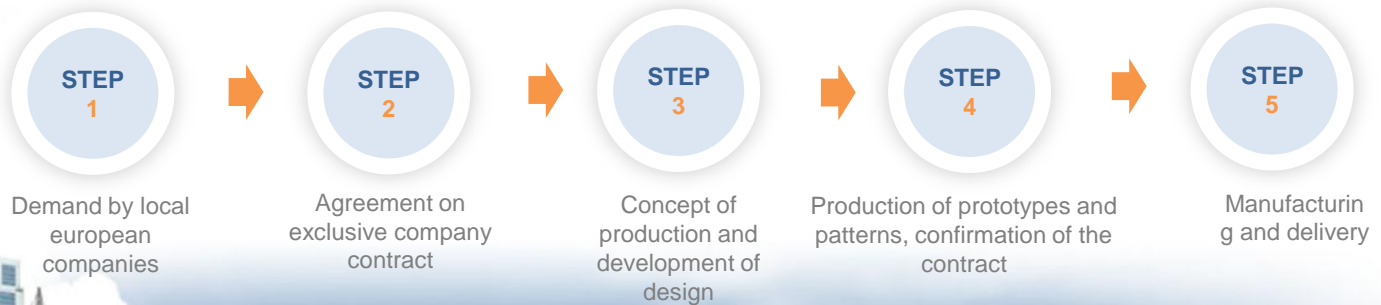 STEP
1
Demand by local
european
companies
STEP
2
Agreement on
exclusive company
contract
STEP
3
Concept of
production and
development of
design
STEP
4
Production of prototypes and
patterns, confirmation of the
contract
STEP
5
Manufacturin
g and delivery